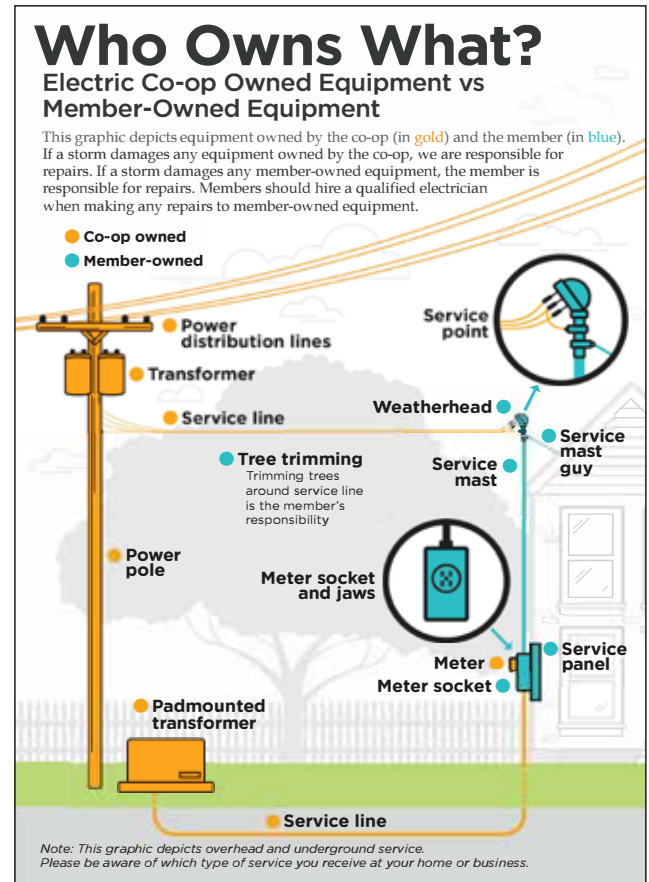 Who Owns What?
Electric Co-op Owned Equipment vs
Member-Owned Equipment
This graphic depicts equipment owned by the co-op (in gold) and the member (in blue).
If a storm damages any equipment owned by the co-op, we are responsible for
repairs. If a storm damages any member-owned equipment, the member is
responsible for repairs. Members should hire a qualified electrician
when making any repairs to member-owned equipment.
Co-op owned
Member-owned
Power
distribution lines
Service
point
Transformer
Weatherhead
Service line
Service
mast
guy
Tree trimming
Trimming trees
around service line
is the member's
responsibility
Service
mast
Power
pole
Meter socket
and jaws
Service
panel
Meter
Meter socket
Padmounted
transformer
Service line
Note: This graphic depicts overhead and underground service.
Please be aware of which type of service you receive at your home or business.